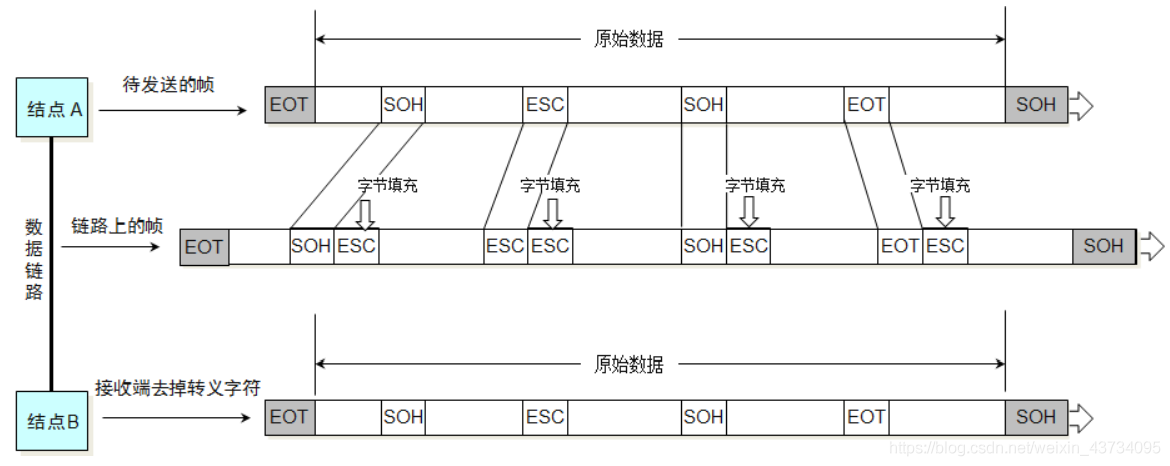 原始数据
结点 A
待发送的帧
EOT SOH ESC SOH EOT SOH
字节填充 字节填充 字节填充 字节填充
数据链路
链路上的帧
EOT SOH ESC ESC ESC SOH ESC EOT ESC SOH
原始数据
接收端去掉转义字符
结点B
EOT SOH ESC SOH EOT SOH
https://blog.csdn.net/weixin_43734095